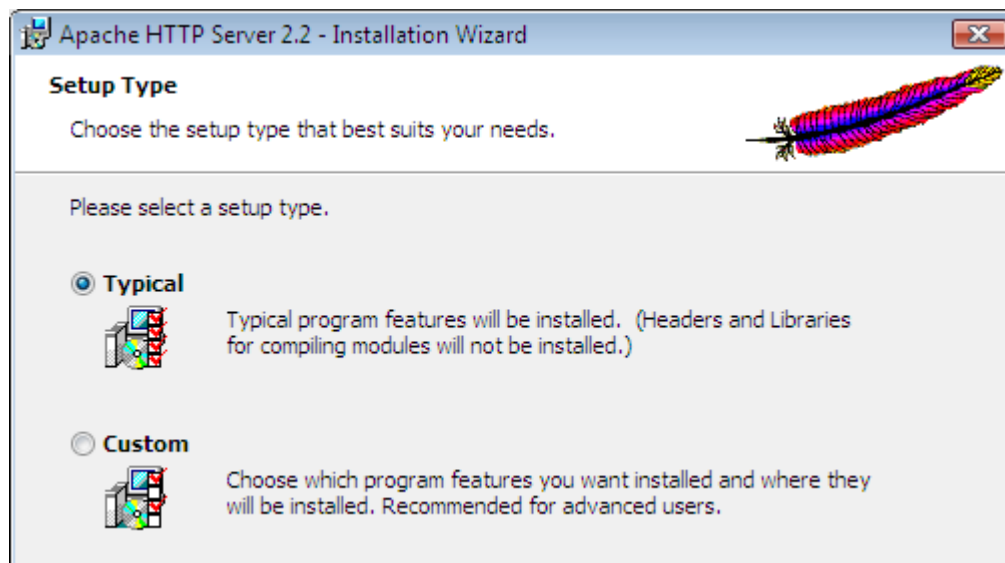 Apache HTTP Server 2.2 - Installation Wizard
Setup Type
Choose the setup type that best suits your needs.
Please select a setup type.
Typical
Typical program features will be installed.  (Headers and Libraries
for compiling modules will not be installed.)
Custom
Choose which program features you want installed and where they
will be installed. Recommended for advanced users.